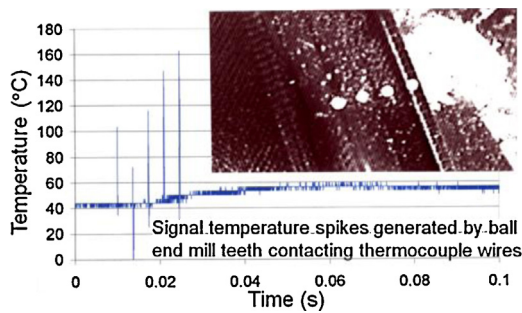 180
160
140
120
100
80
60
40
20
0
Temperature (°C)
Signal temperature spikes generated by ball
end mill teeth contacting thermocouple wires
0 0.02 0.04 0.06 0.08 0.1
Time (s)